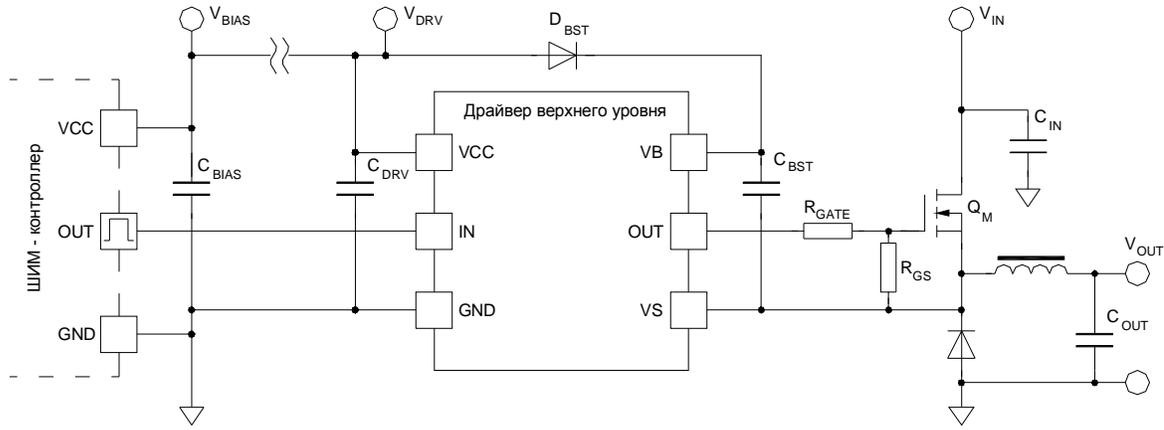 V_BIAS
V_DRV
D_BST
V_IN
Драйвер верхнего уровня
ШИМ - контроллер
VCC
C_BIAS
C_DRV
VCC
VB
C_BST
C_IN
OUT
IN
OUT
R_GATE
Q_M
R_GS
V_OUT
GND
GND
VS
C_OUT